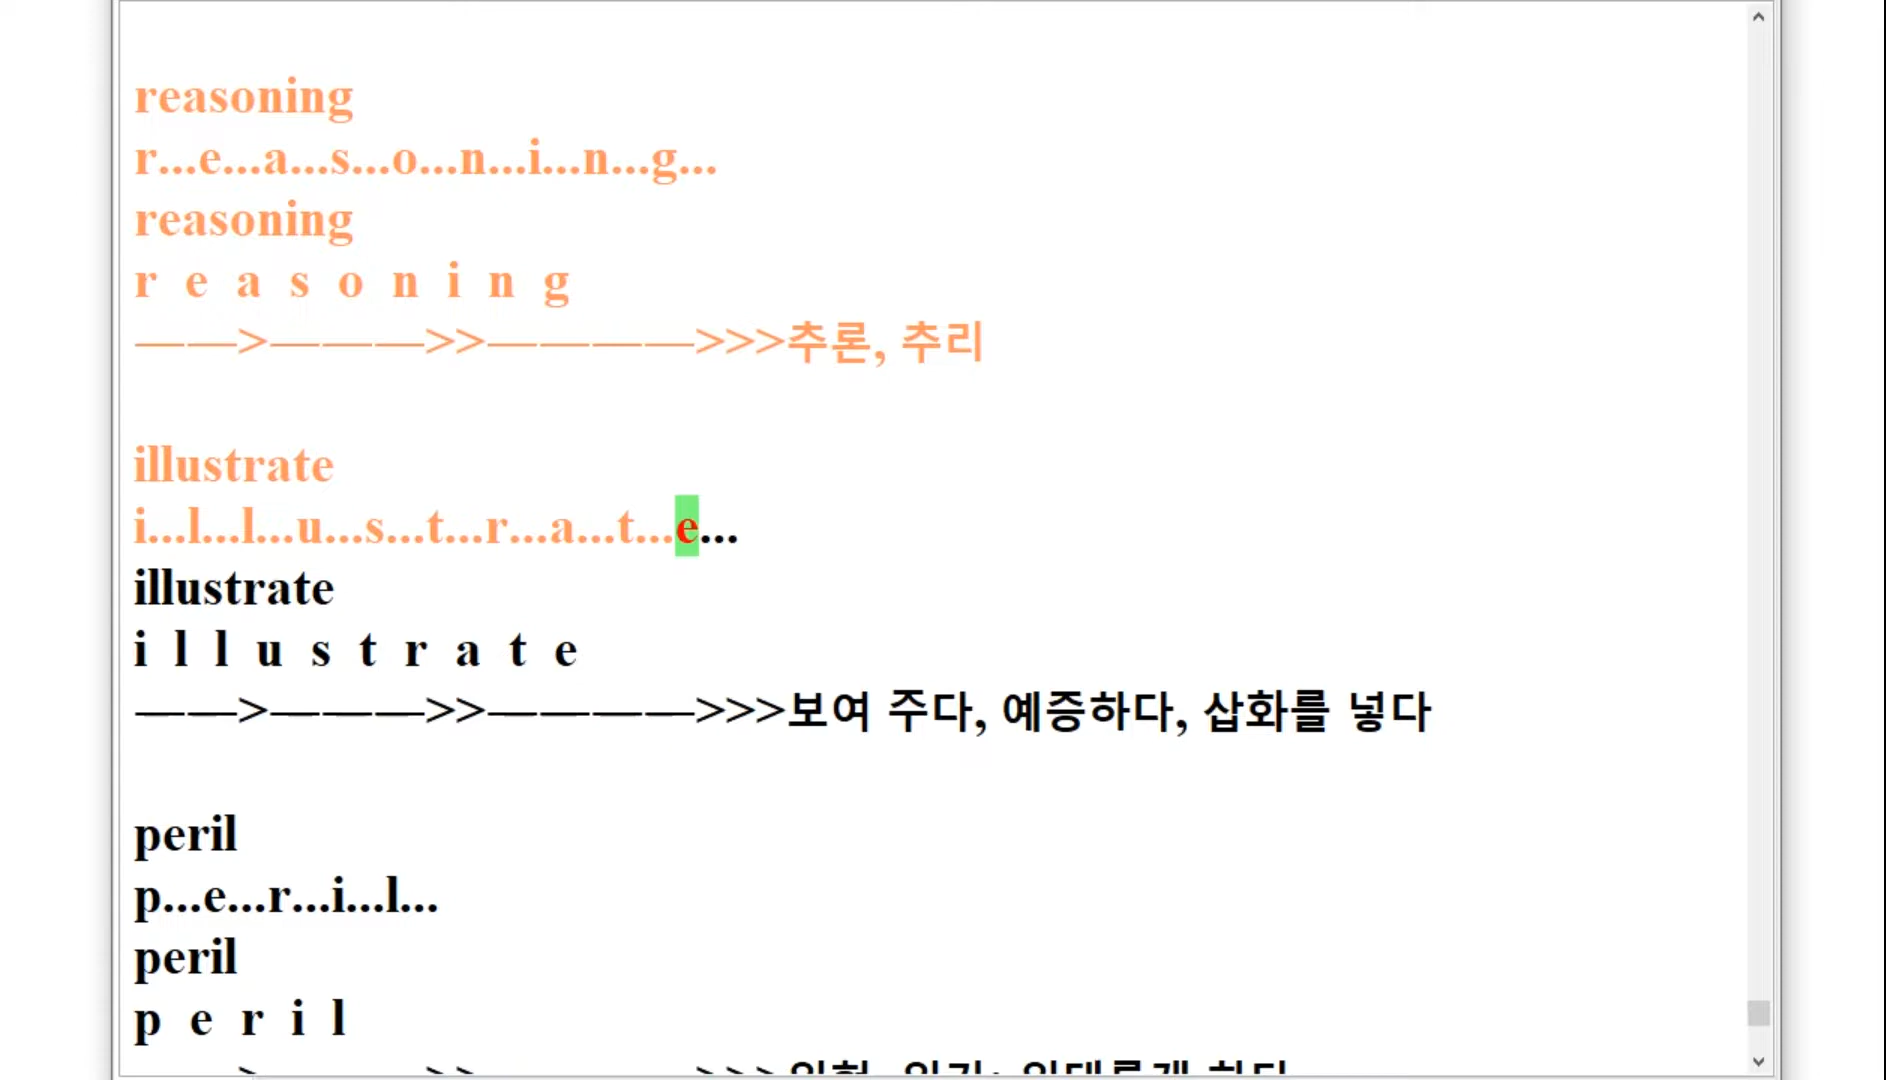 reasoning
r...e...a...s...o...n...i...n...g...
reasoning
r e a s o n i n g
——>———>>————>>>추론, 추리
illustrate
i...l...l...u...s...t...r...a...t...e...
illustrate
i l l u s t r a t e
——>———>>————>>>보여 주다, 예증하다, 삽화를 넣다
peril
p...e...r...i...l...
peril
p e r i l